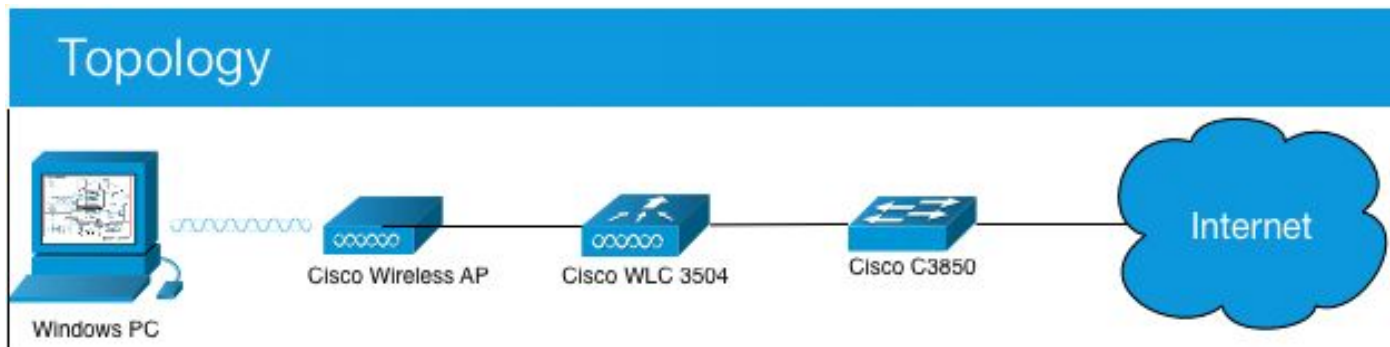 Topology
Internet
Cisco Wireless AP
Cisco WLC 3504
Cisco C3850
Windows PC